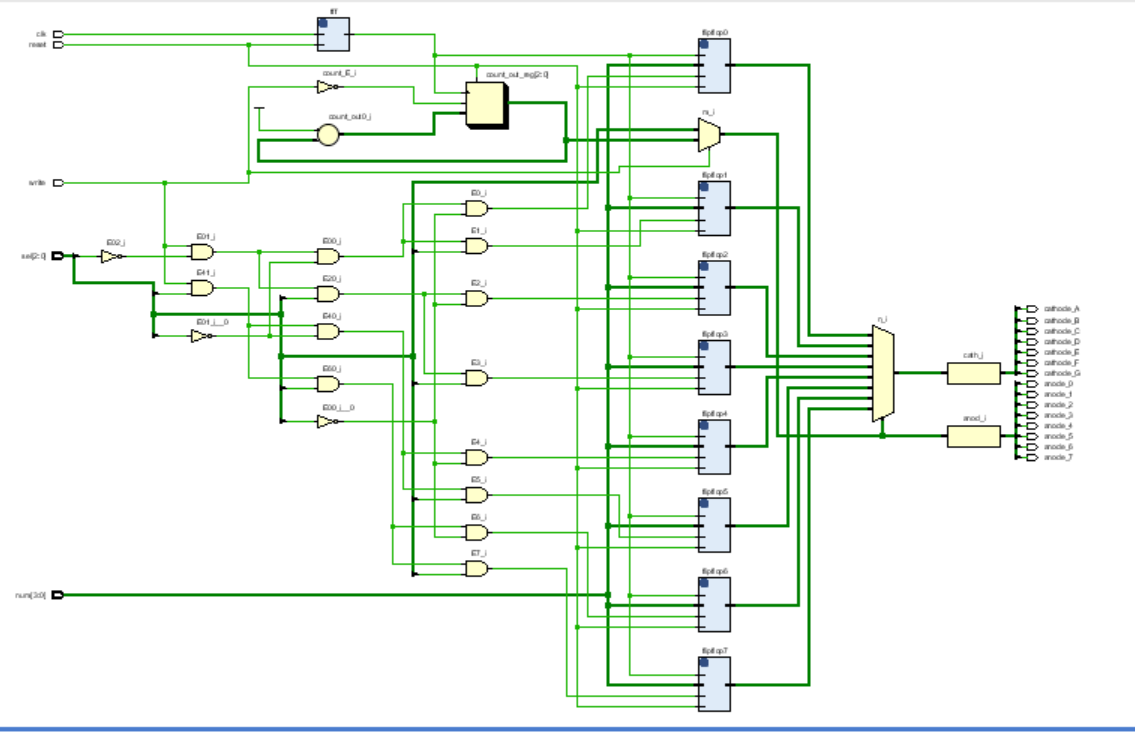 clk
reset
count_E_i
count_out_reg[2:0]
flipflop0
count_out0_i
m_i
write
E0_i
flipflop1
E02_i
E01_i
E00_i
E1_i
sel[2:0]
E41_i
E20_i
E2_i
flipflop2
E01_i__0
E40_i
n_i
cathode_A
cathode_B
cathode_C
cathode_D
cathode_E
cathode_F
cathode_G
E3_i
flipflop3
cath_i
E60_i
anode_0
anode_1
anode_2
anode_3
anode_4
anode_5
anode_6
anode_7
E00_i__0
flipflop4
anod_i
E4_i
E5_i
flipflop5
E6_i
E7_i
flipflop6
num[3:0]
flipflop7